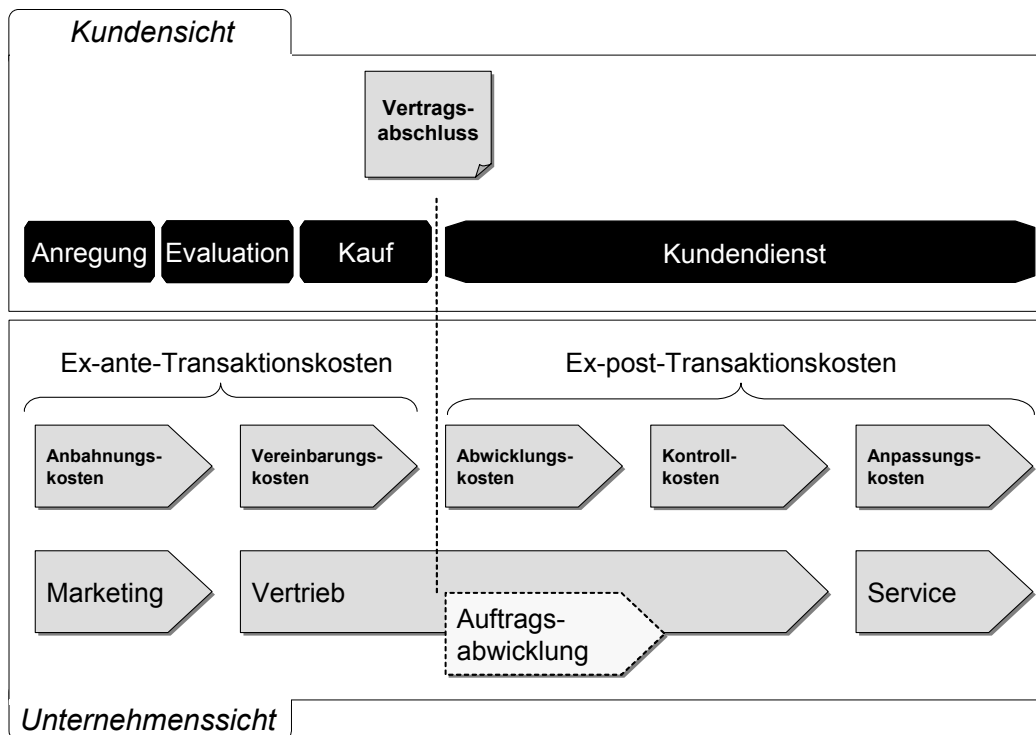 Kundensicht
Vertrags-
abschluss
Anregung
Evaluation
Kauf
Kundendienst
Ex-ante-Transaktionskosten
Ex-post-Transaktionskosten
Anbahnungs-
kosten
Vereinbarungs-
kosten
Abwicklungs-
kosten
Kontroll-
kosten
Anpassungs-
kosten
Marketing
Vertrieb
Service
Auftrags-
abwicklung
Unternehmenssicht